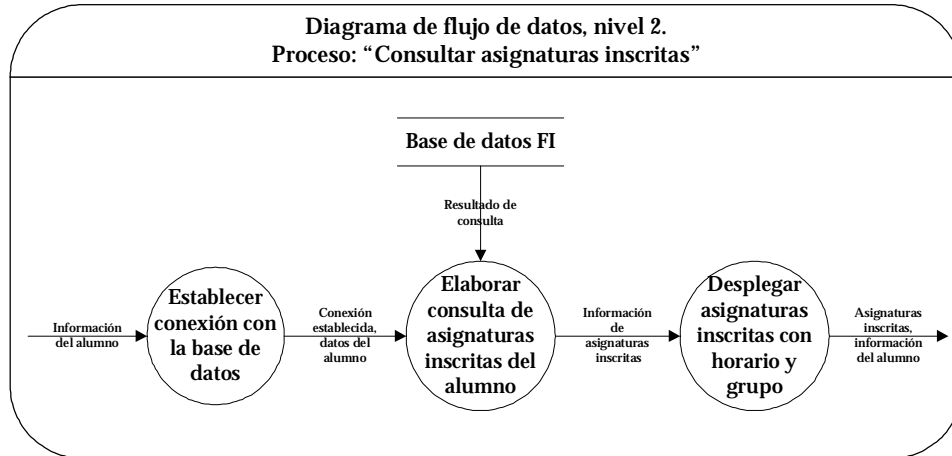 Diagrama de flujo de datos, nivel 2.
Proceso: “Consultar asignaturas inscritas”
Base de datos FI
Resultado de
consulta
Información
del alumno
Establecer
conexión con
la base de
datos
Conexión
establecida,
datos del
alumno
Elaborar
consulta de
asignaturas
inscritas del
alumno
Información
de
asignaturas
inscritas
Desplegar
asignaturas
inscritas con
horario y
grupo
Asignaturas
inscritas,
información
del alumno